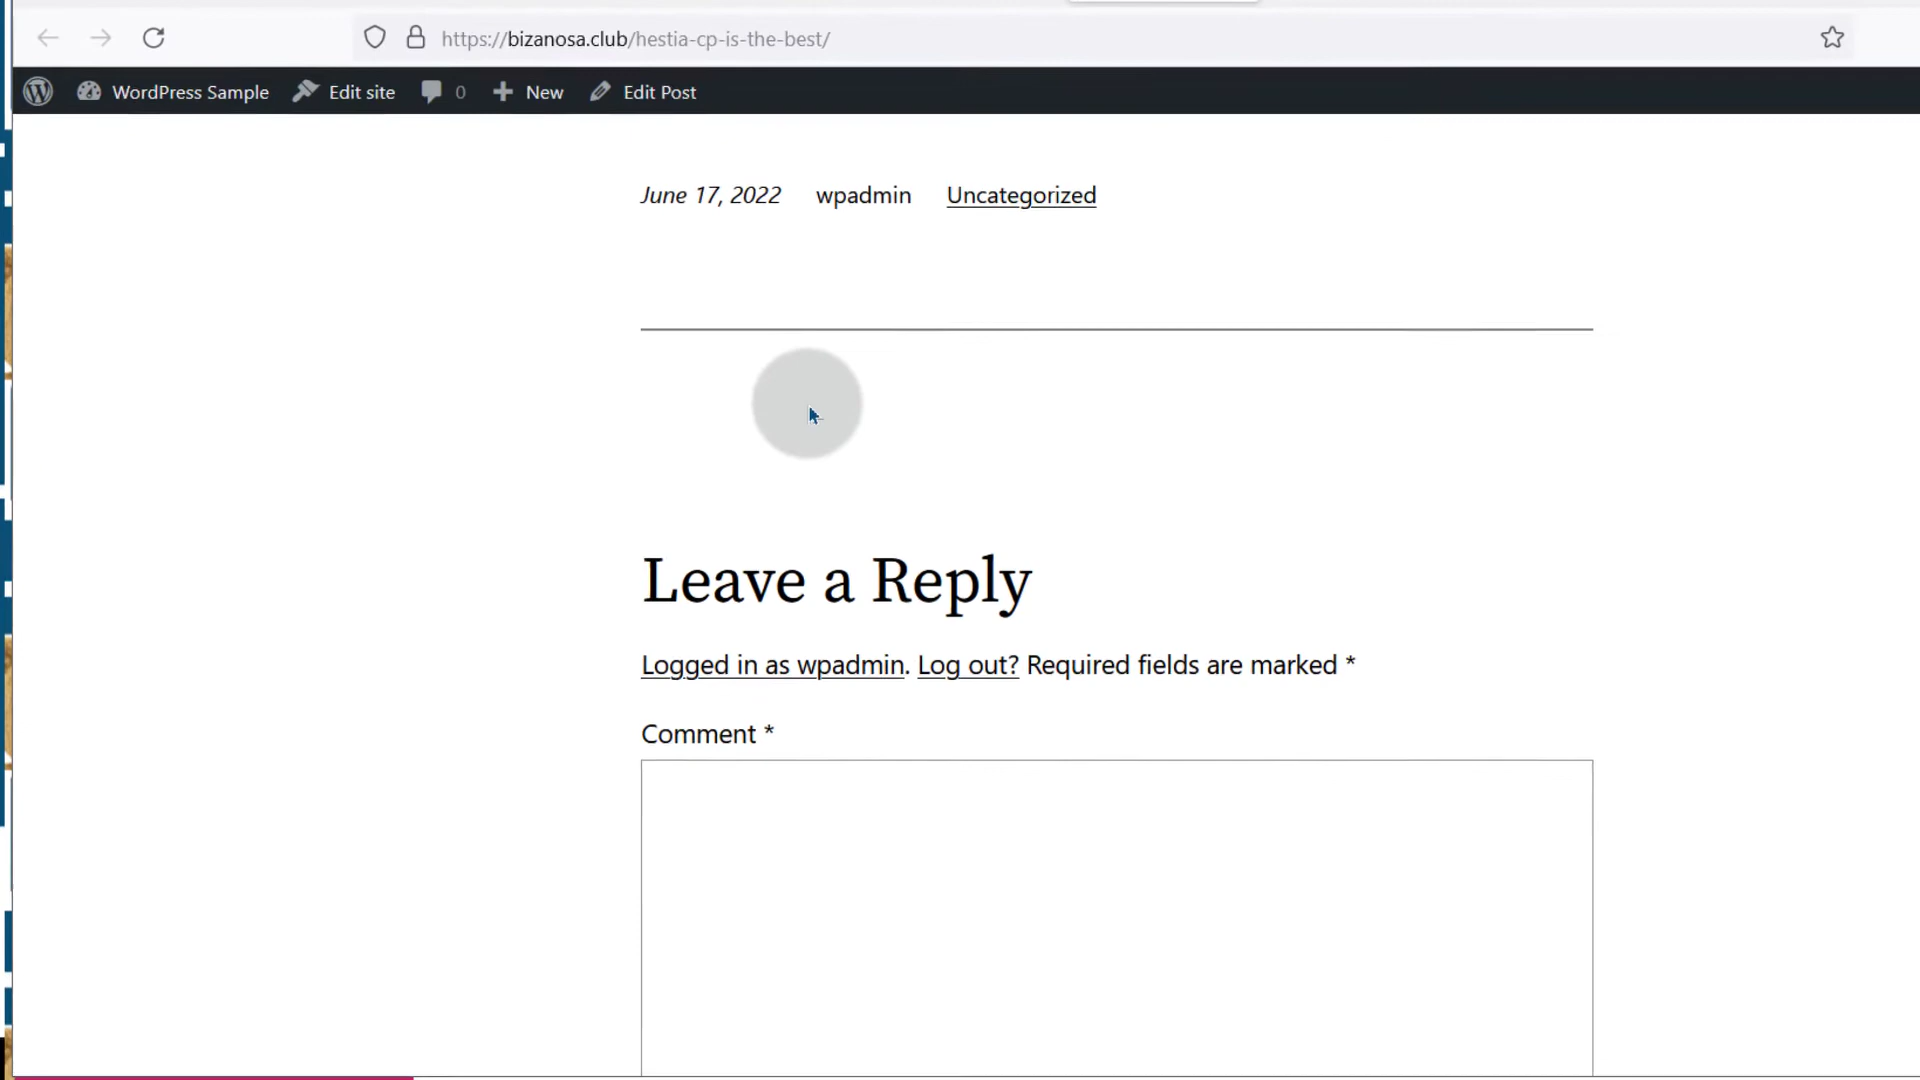 https://bizanosa.club/hestia-cp-is-the-best/
WordPress Sample Edit site 0 New Edit Post
June 17, 2022 wpadmin Uncategorized
Leave a Reply
Logged in as wpadmin. Log out? Required fields are marked *
Comment *